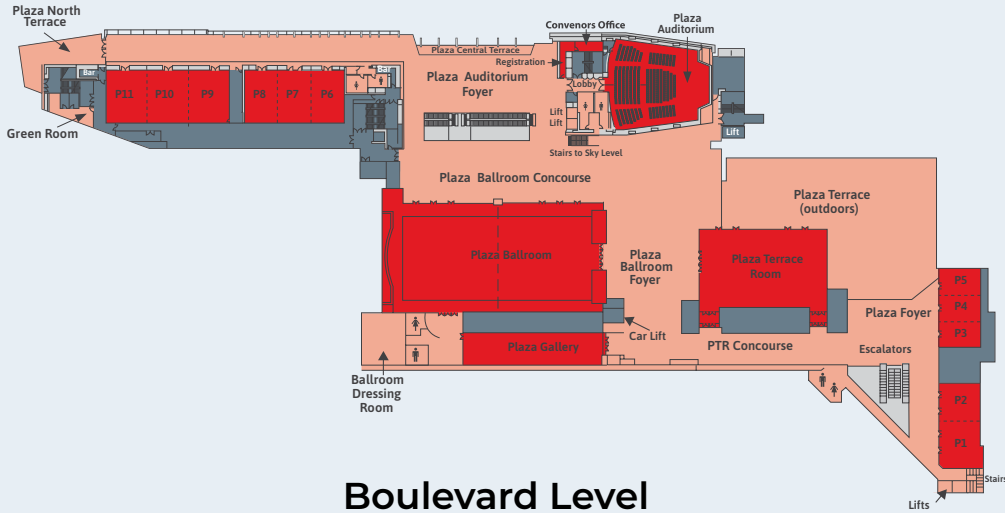 Plaza North
Terrace
Convenors Office
Plaza
Auditorium
Plaza Central Terrace
Registration
Bar
Bar
Plaza Auditorium
Foyer
Lobby
P11
P10
P9
P8
P7
P6
Green Room
Lift
Lift
Lift
Stairs to Sky Level
Plaza Ballroom Concourse
Plaza Terrace
(outdoors)
Plaza Ballroom
Plaza
Ballroom
Foyer
Plaza Terrace
Room
P5
P4
P3
Plaza Foyer
Car Lift
Plaza Gallery
PTR Concourse
Escalators
Ballroom
Dressing
Room
P2
P1
Stairs
Lifts
Boulevard Level